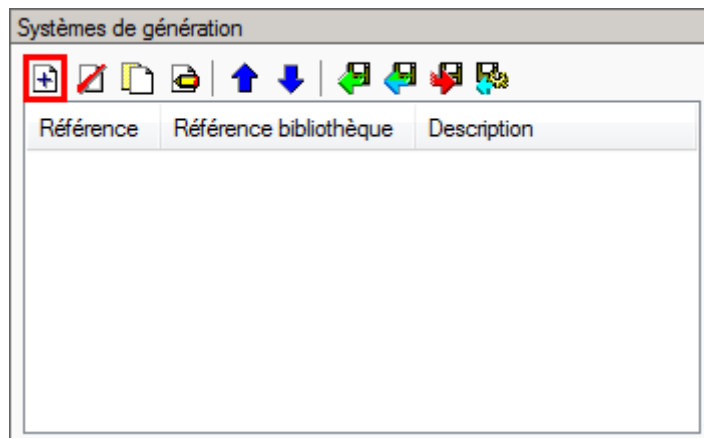 Systèmes de génération
Référence Référence bibliothèque Description